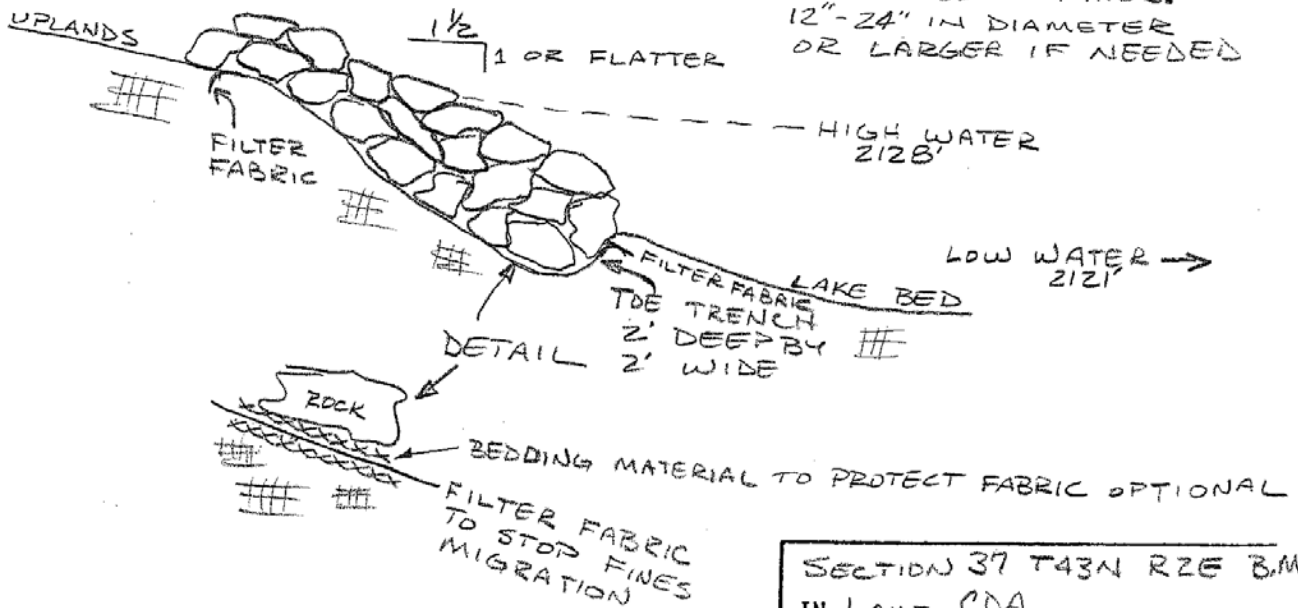 12"-24" IN DIAMETER
OR LARGER IF NEEDED
UPLANDS
1 1/2
1 OR FLATTER
FILTER
FABRIC
HIGH WATER
2128'
LOW WATER
2121'
FILTER FABRIC
LAKE BED
TOE TRENCH
2' DEEP BY
2' WIDE
DETAIL
ROCK
BEDDING MATERIAL TO PROTECT FABRIC OPTIONAL
FILTER FABRIC
TO STOP FINES
MIGRATION
SECTION 37 T43N R2E B.M
IN LAKE CDA